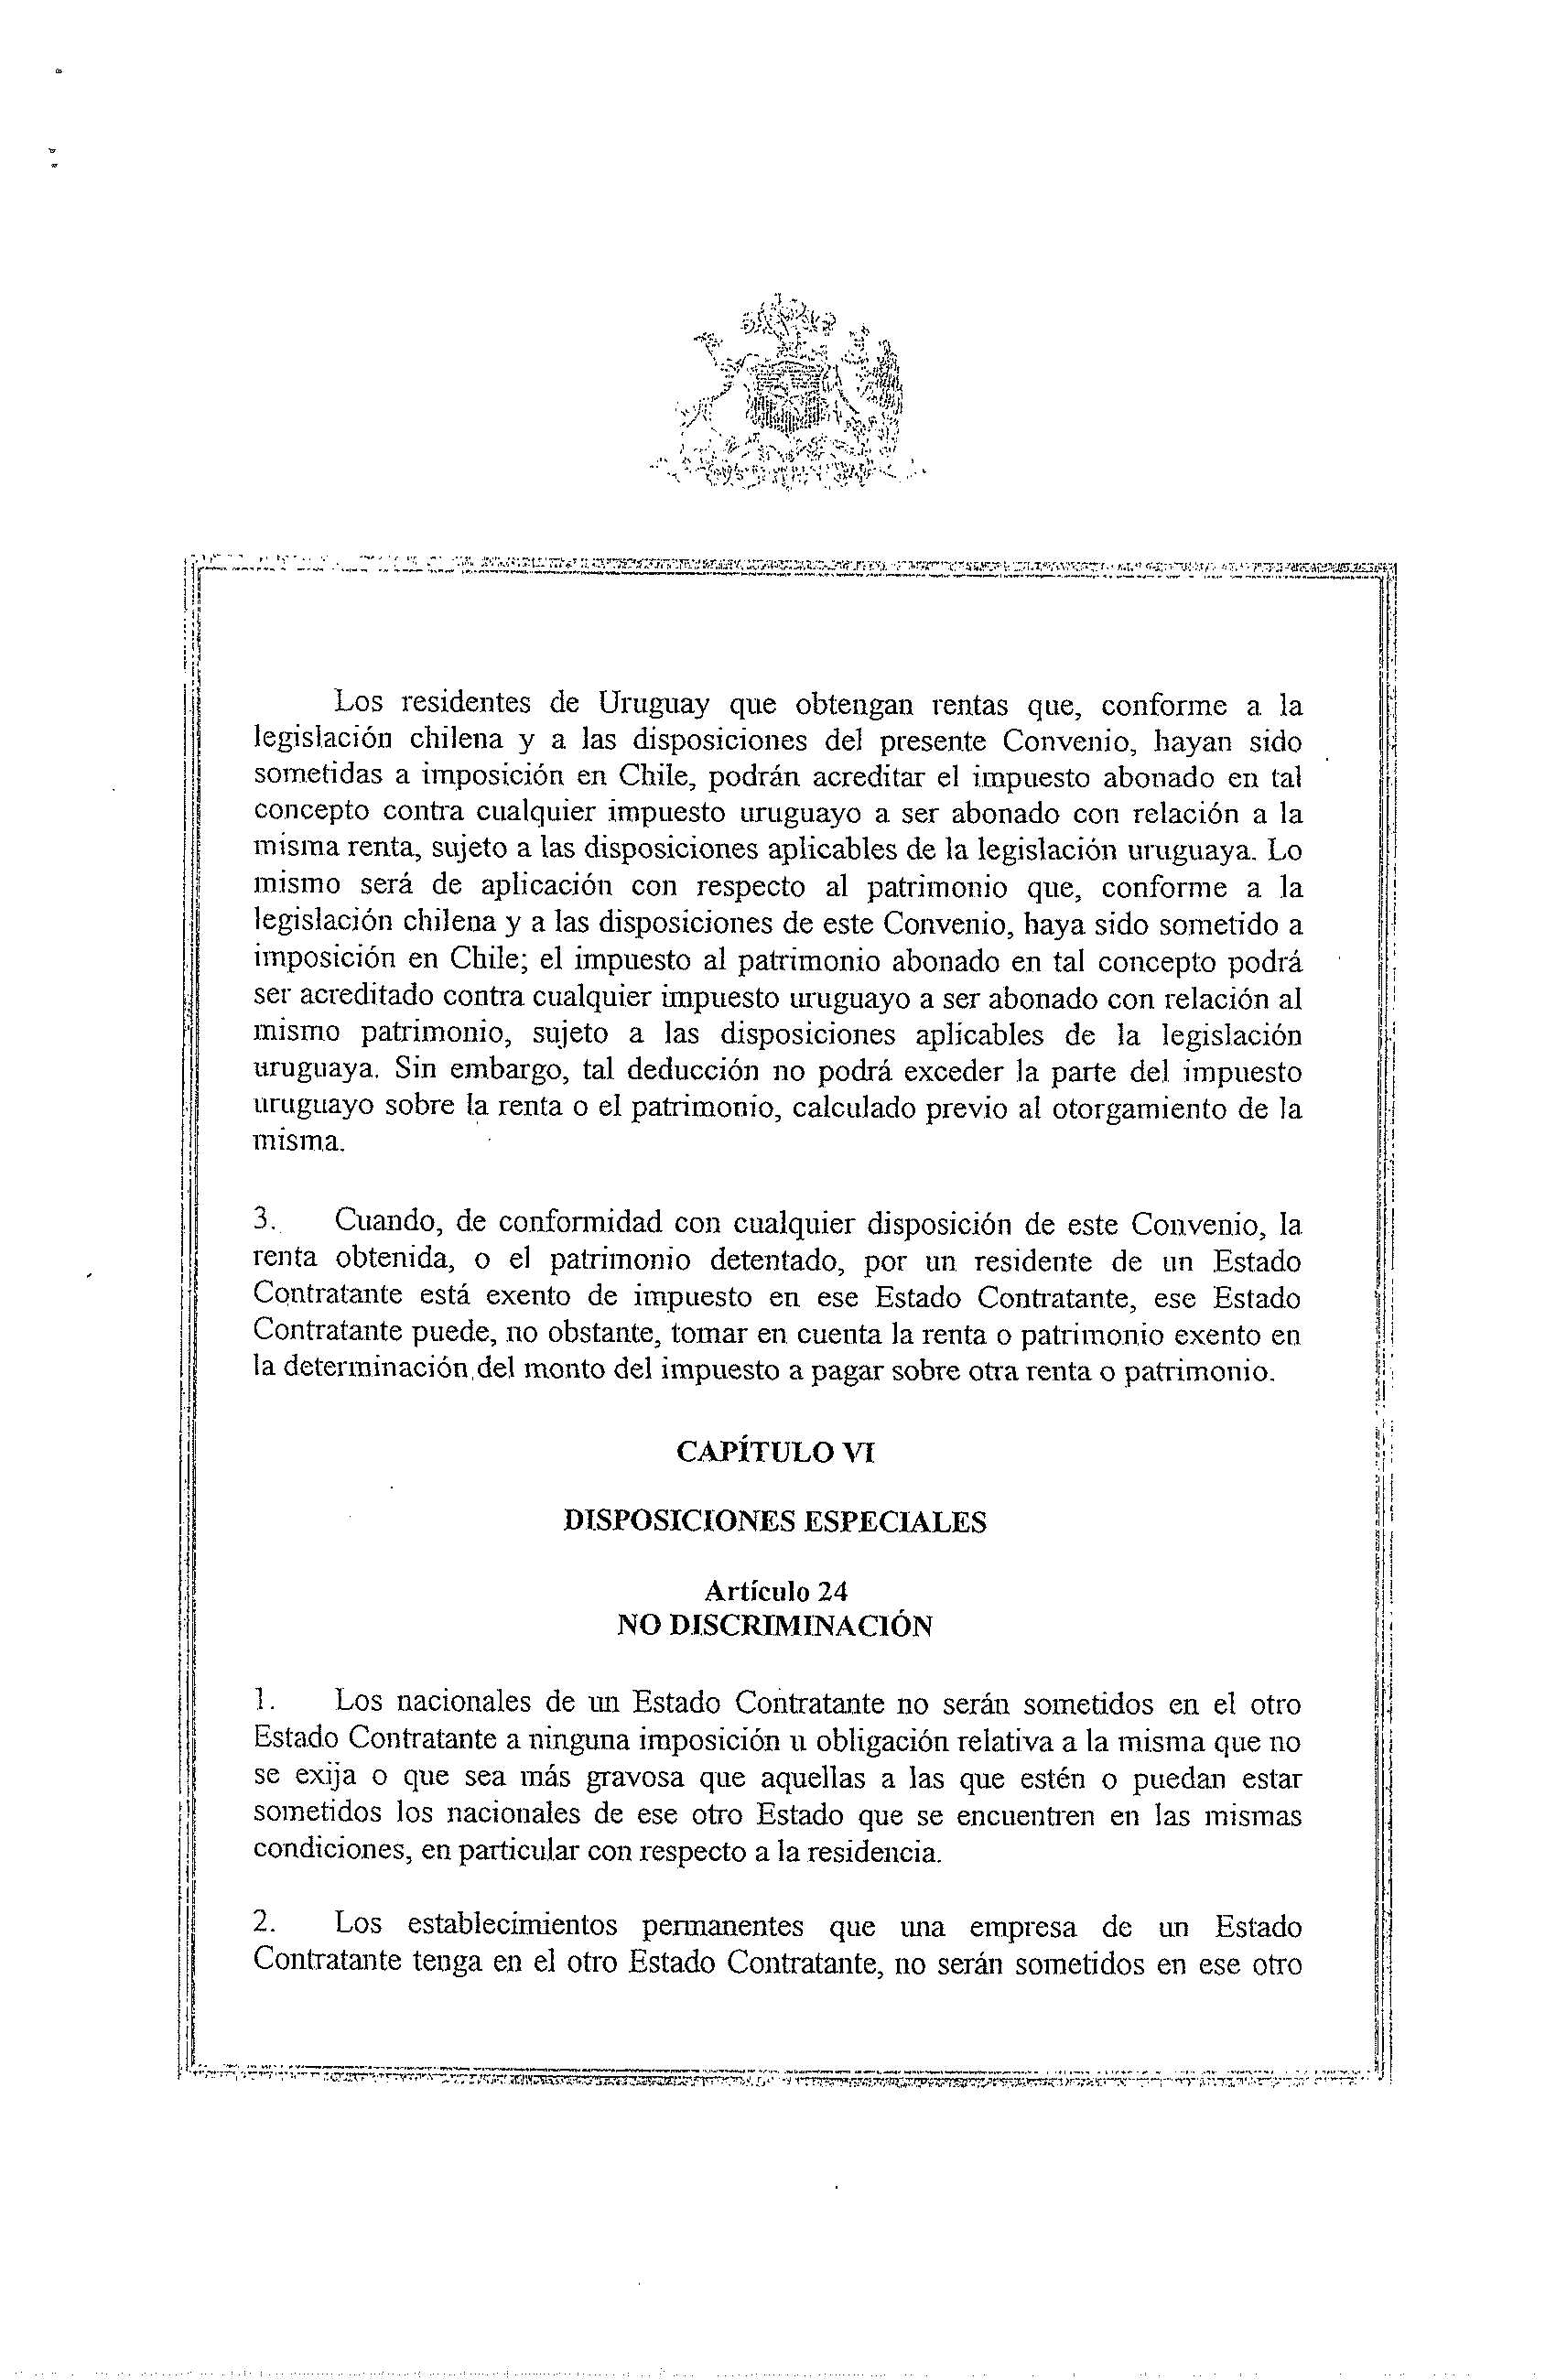 Los residentes de Uruguay que obtengan rentas que, conforme a la
legislación chilena y a las disposiciones del presente Convenio, hayan sido
sometidas a imposición en Chile, podrán acreditar el impuesto abonado en tal
concepto contra cualquier impuesto uruguayo a ser abonado con relación a la
misma renta, sujeto a las disposiciones aplicables de la legislación uruguaya. Lo
mismo será de aplicación con respecto al patrimonio que, conforme a la
legislación chilena y a las disposiciones de este Convenio, haya sido sometido a
imposición en Chile; el impuesto al patrimonio abonado en tal concepto podrá
ser acreditado contra cualquier impuesto uruguayo a ser abonado con relación al
mismo patrimonio, sujeto a las disposiciones aplicables de la legislación
uruguaya. Sin embargo, tal deducción no podrá exceder la parte del impuesto
uruguayo sobre la renta o el patrimonio, calculado previo al otorgamiento de la
misma.
3. Cuando, de conformidad con cualquier disposición de este Convenio, la
renta obtenida, o el patrimonio detentado, por un residente de un Estado
Contratante está exento de impuesto en ese Estado Contratante, ese Estado
Contratante puede, no obstante, tomar en cuenta la renta o patrimonio exento en
la determinación del monto del impuesto a pagar sobre otra renta o patrimonio.
CAPÍTULO VI
DISPOSICIONES ESPECIALES
Artículo 24
NO DISCRIMINACIÓN
1. Los nacionales de un Estado Contratante no serán sometidos en el otro
Estado Contratante a ninguna imposición u obligación relativa a la misma que no
se exija o que sea más gravosa que aquellas a las que estén o puedan estar
sometidos los nacionales de ese otro Estado que se encuentren en las mismas
condiciones, en particular con respecto a la residencia.
2. Los establecimientos permanentes que una empresa de un Estado
Contratante tenga en el otro Estado Contratante, no serán sometidos en ese otro